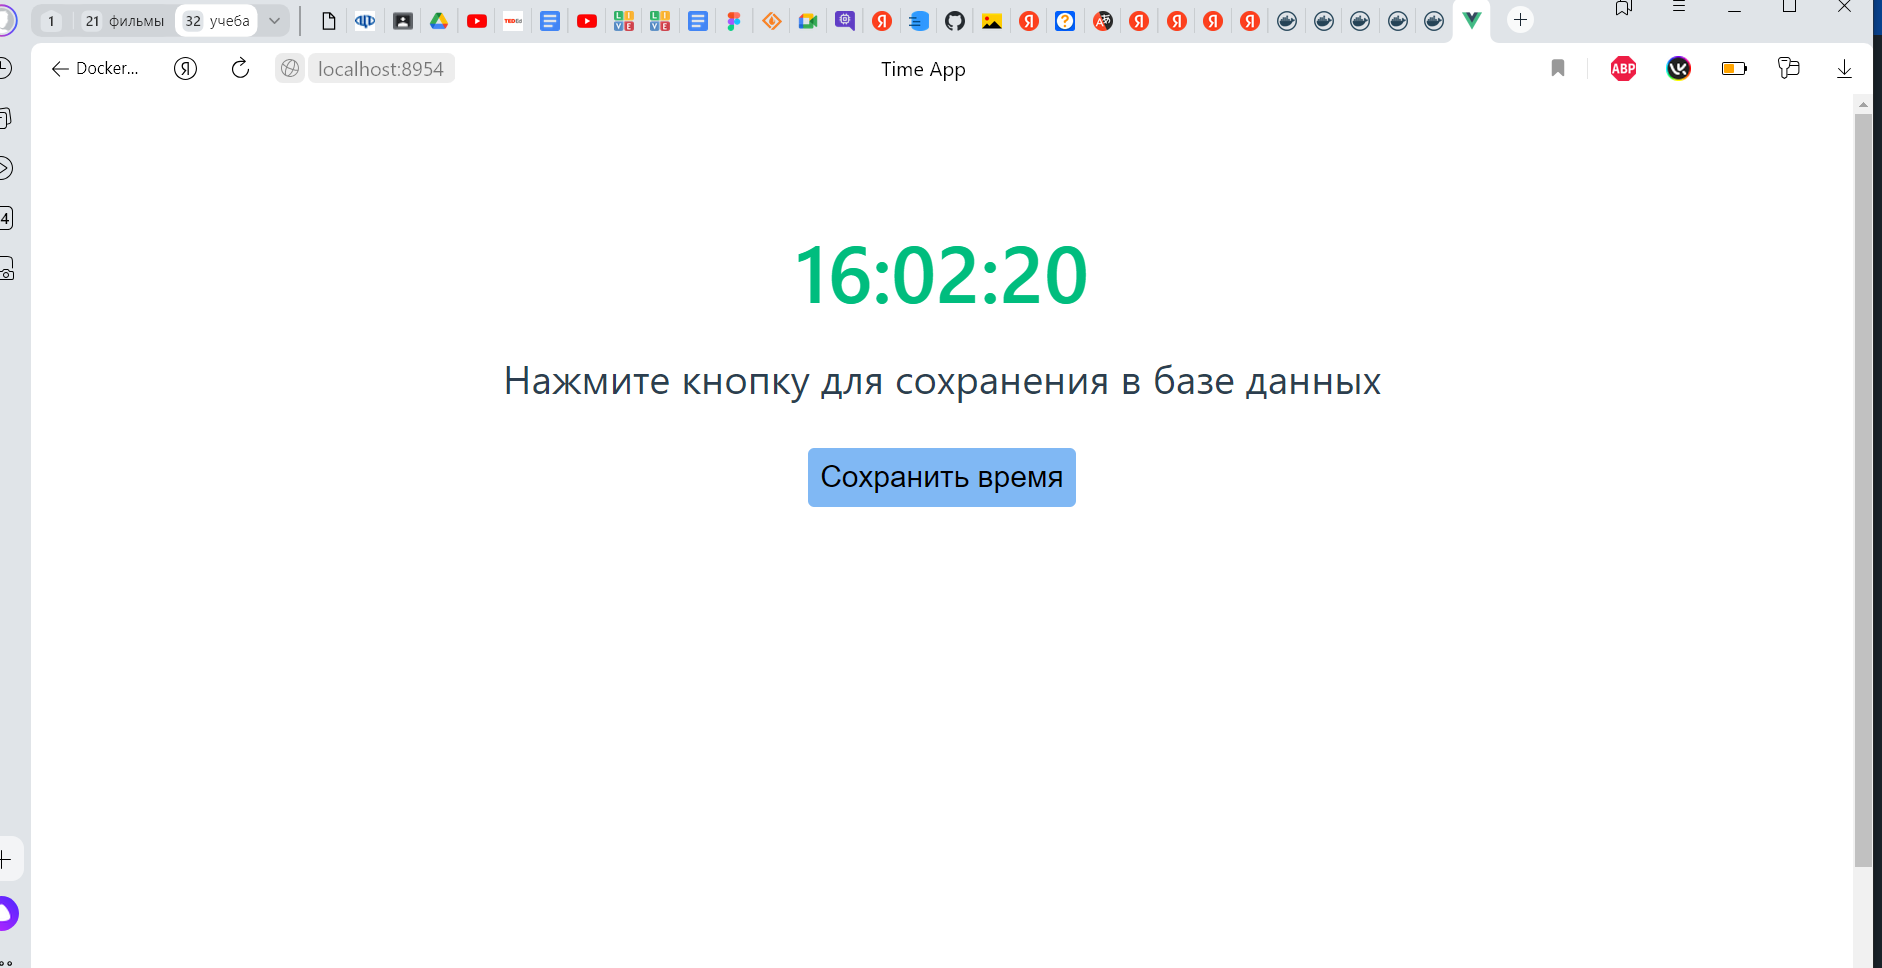 1 21 фильмы 32 учеба
Docker... Я localhost:8954 Time App ABP
4
16:02:20
Нажмите кнопку для сохранения в базе данных
Сохранить время